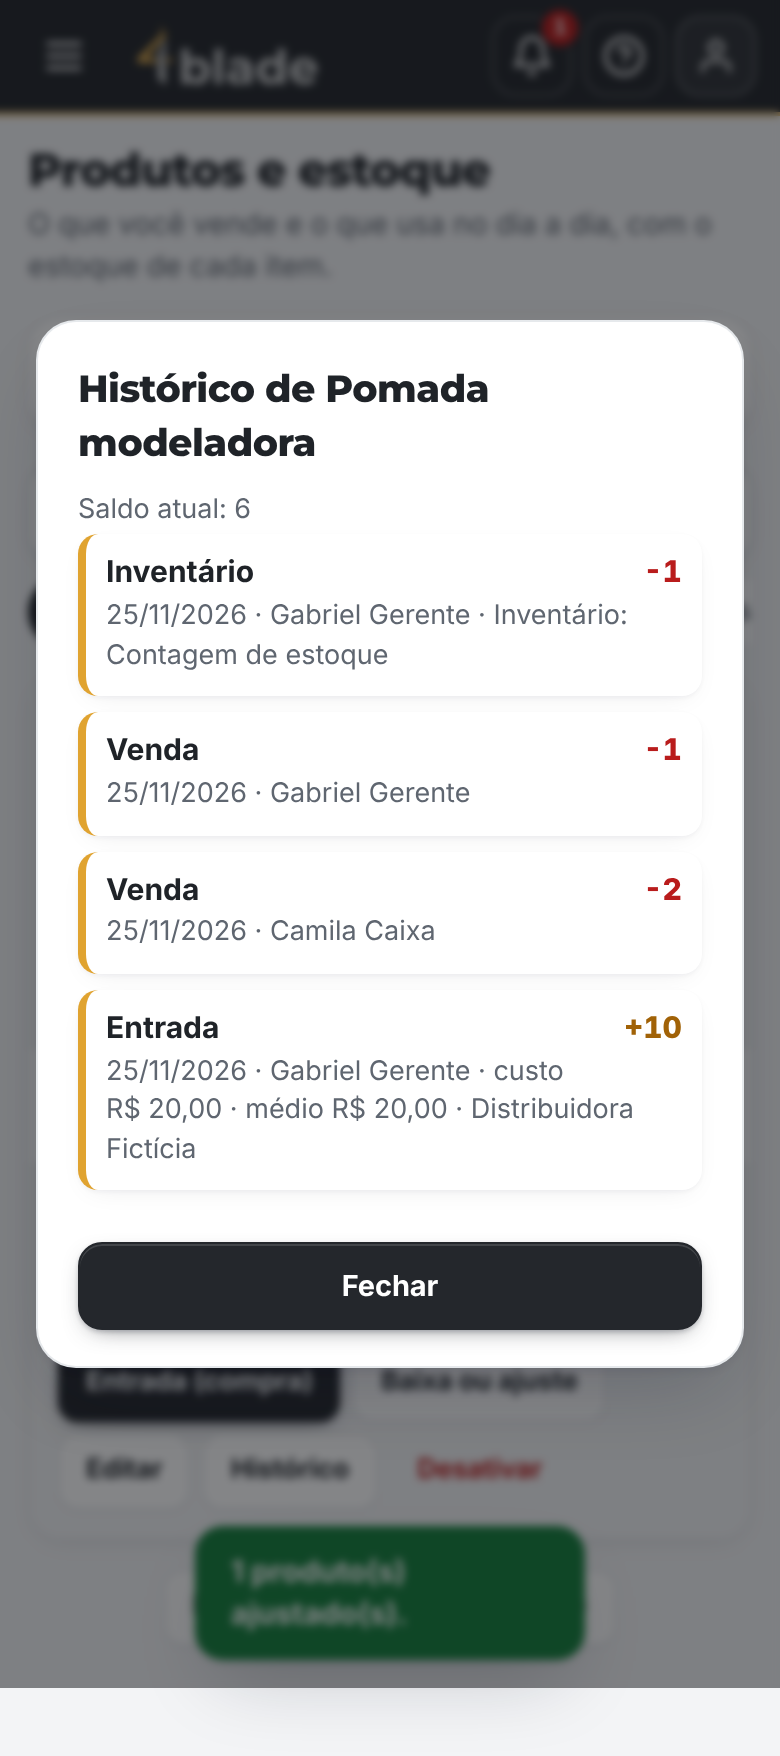 4blade
1
Produtos e estoque
O que você vende e o que usa no dia a dia, com o
estoque de cada item.
Histórico de Pomada
modeladora
Saldo atual: 6
Inventário -1
25/11/2026 · Gabriel Gerente · Inventário:
Contagem de estoque
Venda -1
25/11/2026 · Gabriel Gerente
Venda -2
25/11/2026 · Camila Caixa
Entrada +10
25/11/2026 · Gabriel Gerente · custo
R$ 20,00 · médio R$ 20,00 · Distribuidora
Fictícia
Fechar
Entrada (compra) Baixa ou ajuste
Editar Histórico Desativar
1 produto(s)
ajustado(s).